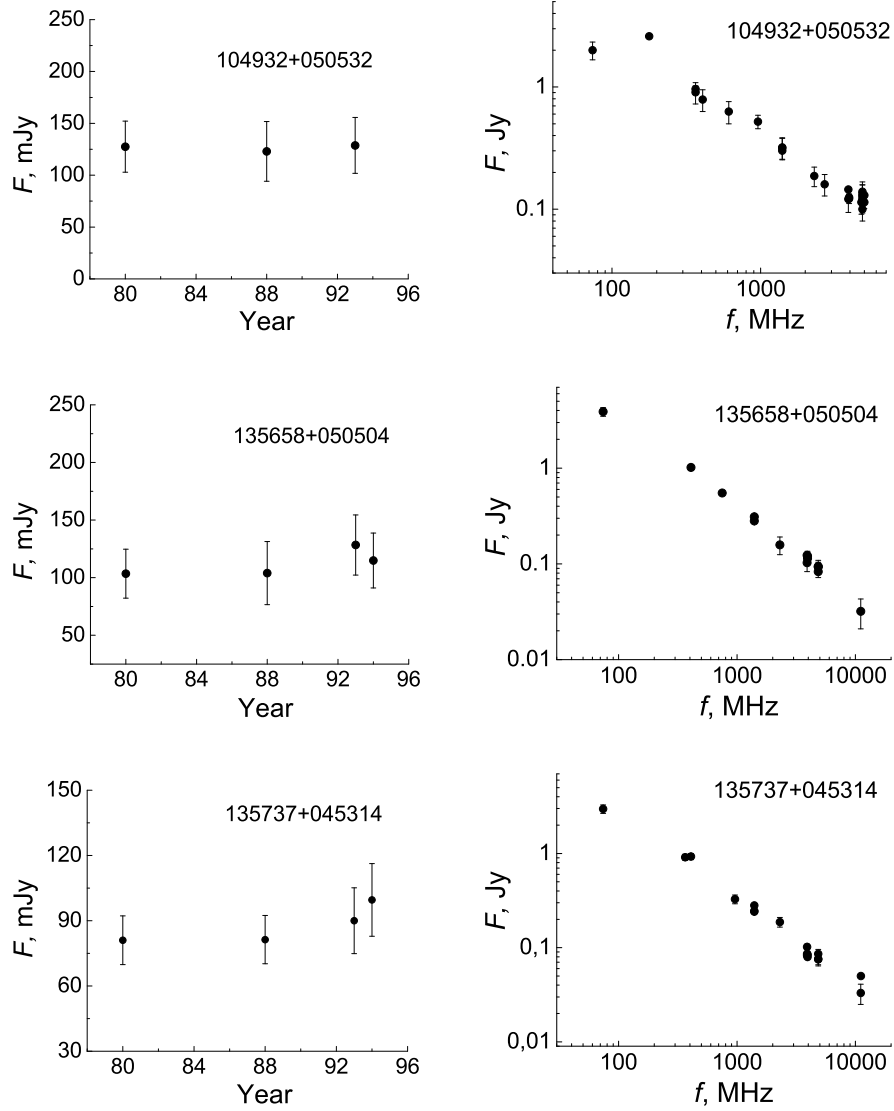 250
200
150
100
50
0
F, mJy
104932+050532
80 84 88 92 96
Year
1
0.1
F, Jy
104932+050532
100 1000
f, MHz
250
200
150
100
50
F, mJy
135658+050504
80 84 88 92 96
Year
1
0.1
0.01
F, Jy
135658+050504
100 1000 10000
f, MHz
150
120
90
60
30
F, mJy
135737+045314
80 84 88 92 96
Year
1
0,1
0,01
F, Jy
135737+045314
100 1000 10000
f, MHz